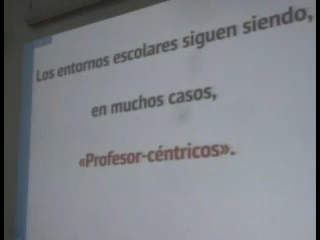 Los entornos escolares siguen siendo,
en muchos casos,
«Profesor-céntricos».